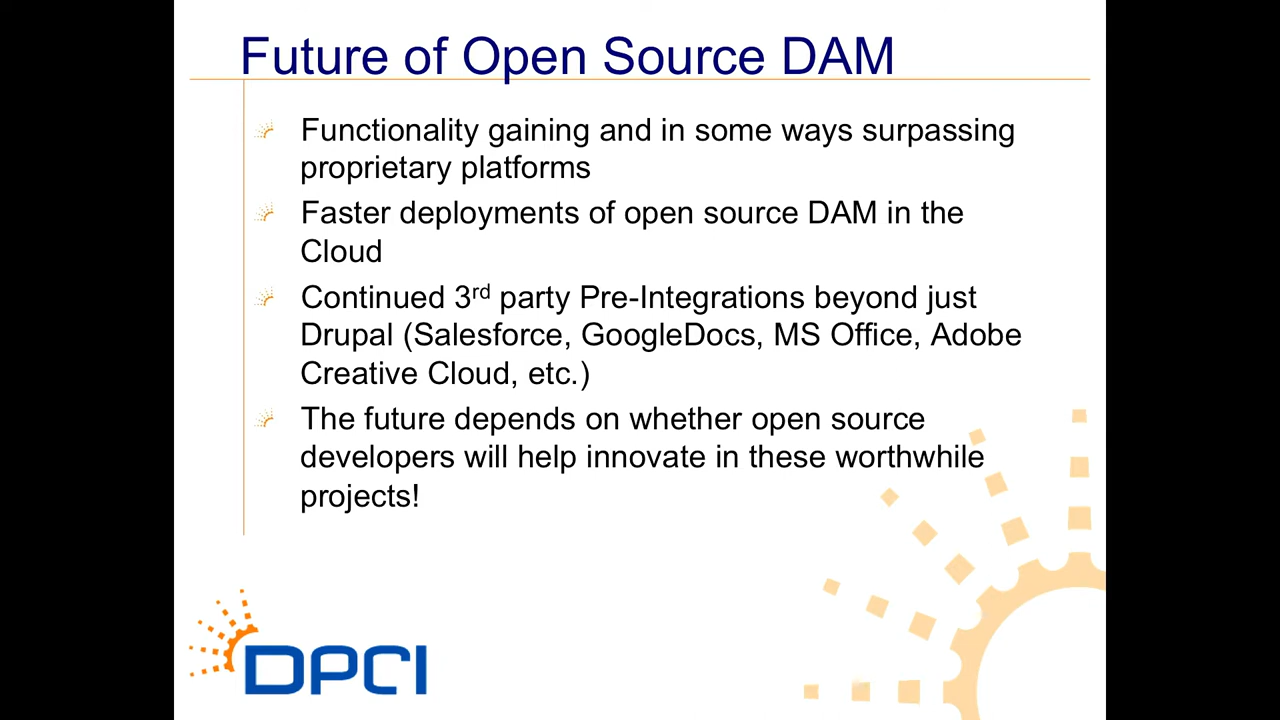 Future of Open Source DAM
Functionality gaining and in some ways surpassing
proprietary platforms
Faster deployments of open source DAM in the
Cloud
Continued 3rd party Pre-Integrations beyond just
Drupal (Salesforce, GoogleDocs, MS Office, Adobe
Creative Cloud, etc.)
The future depends on whether open source
developers will help innovate in these worthwhile
projects!
DPCI